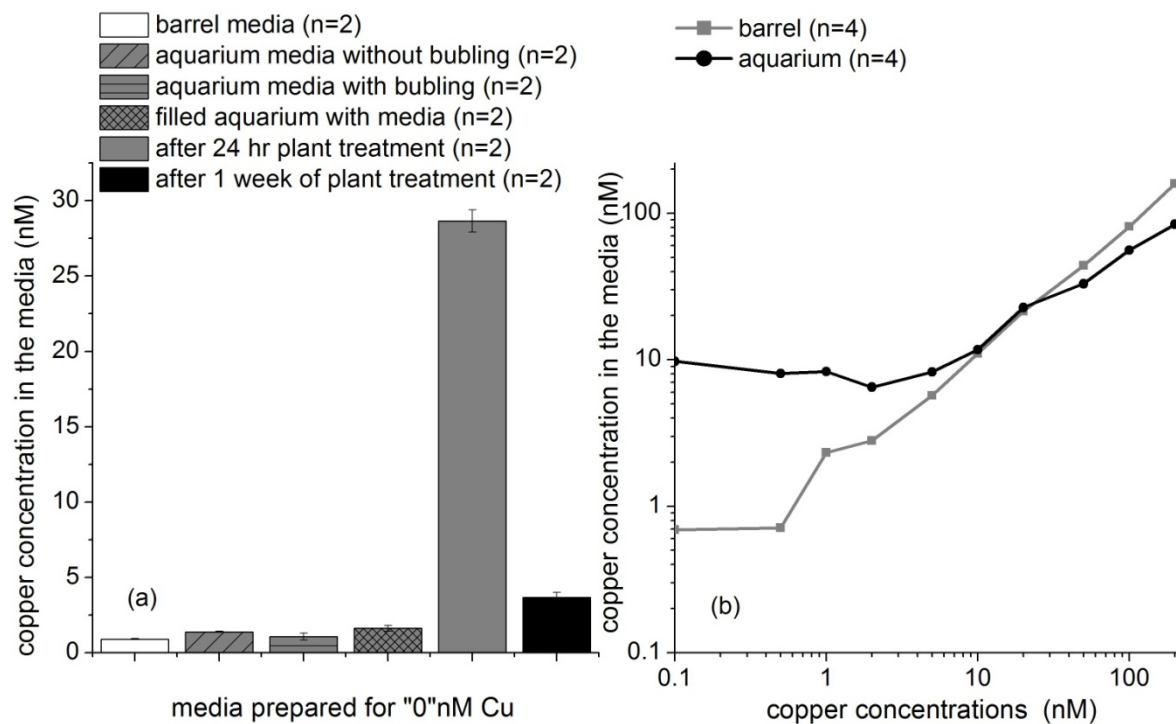 barrel media (n=2)
aquarium media without bubling (n=2)
aquarium media with bubling (n=2)
filled aquarium with media (n=2)
after 24 hr plant treatment (n=2)
after 1 week of plant treatment (n=2)
copper concentration in the media (nM)
30
25
20
15
10
5
0
(a)
media prepared for "0"nM Cu
barrel (n=4)
aquarium (n=4)
copper concentration in the media (nM)
100
10
1
0.1
(b)
0.1 1 10 100
copper concentrations (nM)